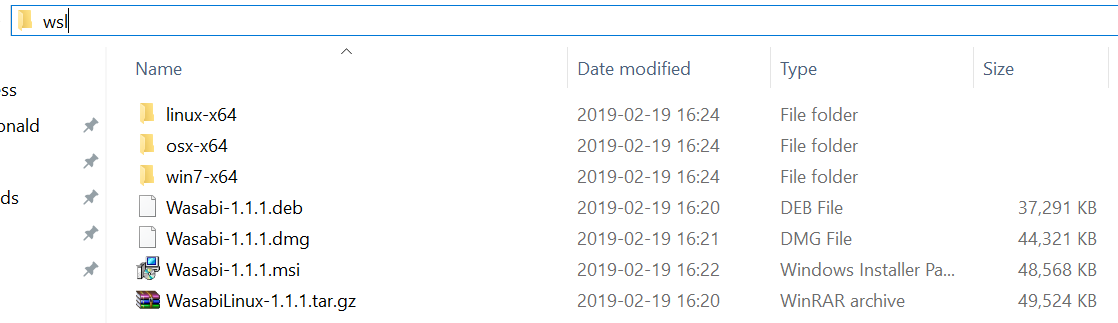 wsl
Name Date modified Type Size
ess
onald
ds
linux-x64 2019-02-19 16:24 File folder
osx-x64 2019-02-19 16:24 File folder
win7-x64 2019-02-19 16:24 File folder
Wasabi-1.1.1.deb 2019-02-19 16:20 DEB File 37,291 KB
Wasabi-1.1.1.dmg 2019-02-19 16:21 DMG File 44,321 KB
Wasabi-1.1.1.msi 2019-02-19 16:22 Windows Installer Pa... 48,568 KB
WasabiLinux-1.1.1.tar.gz 2019-02-19 16:20 WinRAR archive 49,524 KB